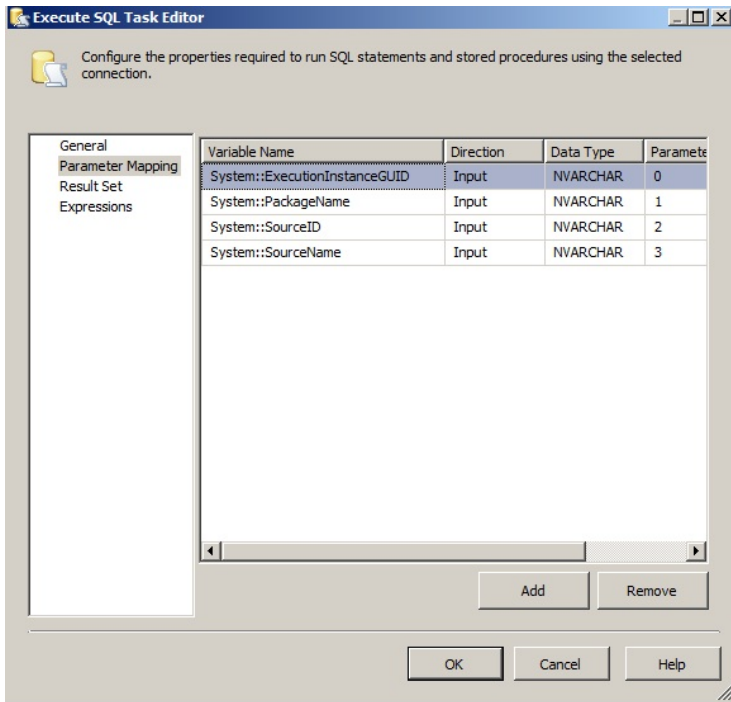 Execute SQL Task Editor
Configure the properties required to run SQL statements and stored procedures using the selected
connection.
General
Parameter Mapping
Result Set
Expressions
Variable Name Direction Data Type Paramete
System::ExecutionInstanceGUID Input NVARCHAR 0
System::PackageName Input NVARCHAR 1
System::SourceID Input NVARCHAR 2
System::SourceName Input NVARCHAR 3
Add Remove
OK Cancel Help